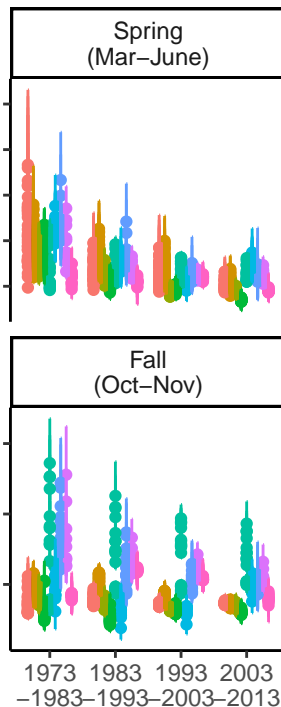 Spring
(Mar–June)
Fall
(Oct–Nov)
1973 1983 1993 2003
–1983 –1993 –2003 –2013